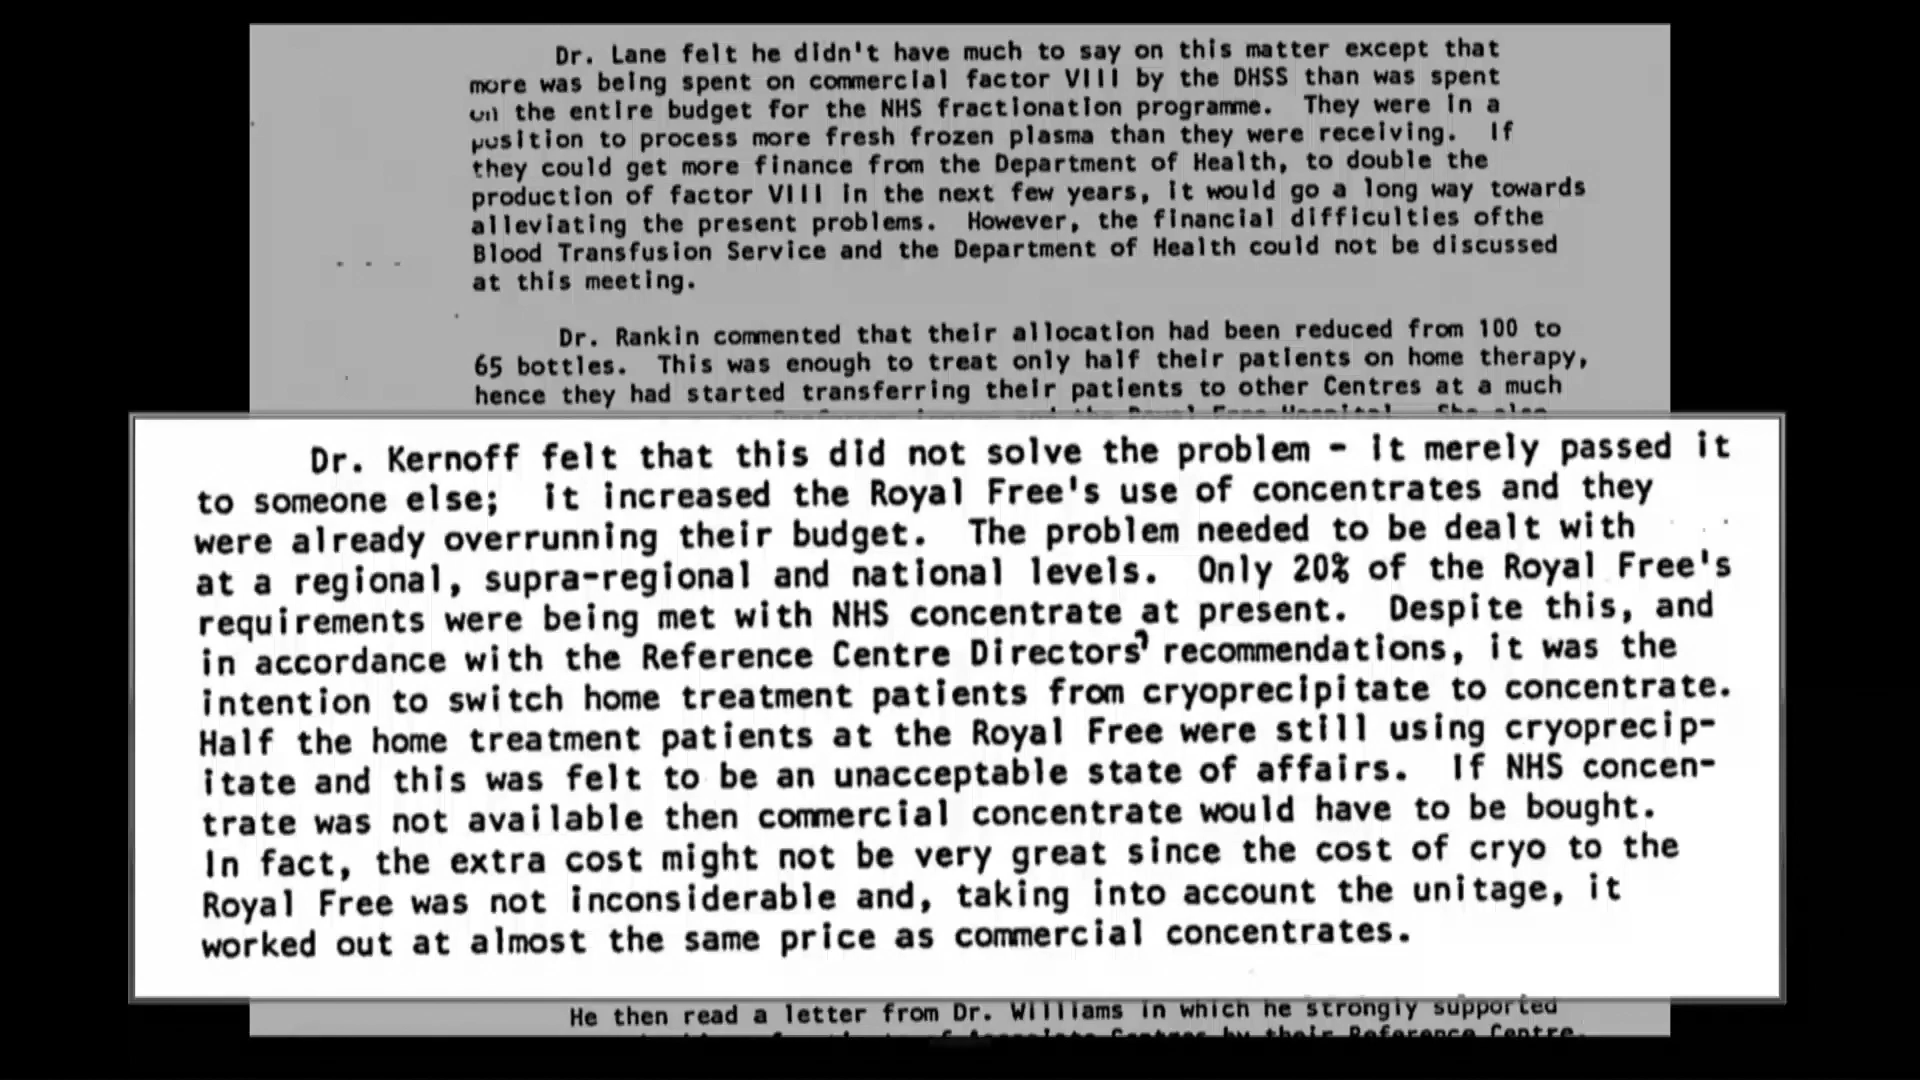 Dr. Lane felt he didn't have much to say on this matter except that
more was being spent on commercial factor VIII by the DHSS than was spent
on the entire budget for the NHS fractionation programme. They were in a
position to process more fresh frozen plasma than they were receiving. If
they could get more finance from the Department of Health, to double the
production of factor VIII in the next few years, it would go a long way towards
alleviating the present problems. However, the financial difficulties ofthe
Blood Transfusion Service and the Department of Health could not be discussed
at this meeting.
Dr. Rankin commented that their allocation had been reduced from 100 to
65 bottles. This was enough to treat only half their patients on home therapy,
hence they had started transferring their patients to other Centres at a much
and the Royal Free Hospital. She also
Dr. Kernoff felt that this did not solve the problem - it merely passed it
to someone else; it increased the Royal Free's use of concentrates and they
were already overrunning their budget. The problem needed to be dealt with
at a regional, supra-regional and national levels. Only 20% of the Royal Free's
requirements were being met with NHS concentrate at present. Despite this, and
in accordance with the Reference Centre Directors' recommendations, it was the
intention to switch home treatment patients from cryoprecipitate to concentrate.
Half the home treatment patients at the Royal Free were still using cryoprecip-
itate and this was felt to be an unacceptable state of affairs. If NHS concen-
trate was not available then commercial concentrate would have to be bought.
In fact, the extra cost might not be very great since the cost of cryo to the
Royal Free was not inconsiderable and, taking into account the unitage, it
worked out at almost the same price as commercial concentrates.
He then read a letter from Dr. Williams in which he strongly supported
of Associate Centres by their Reference Centre.